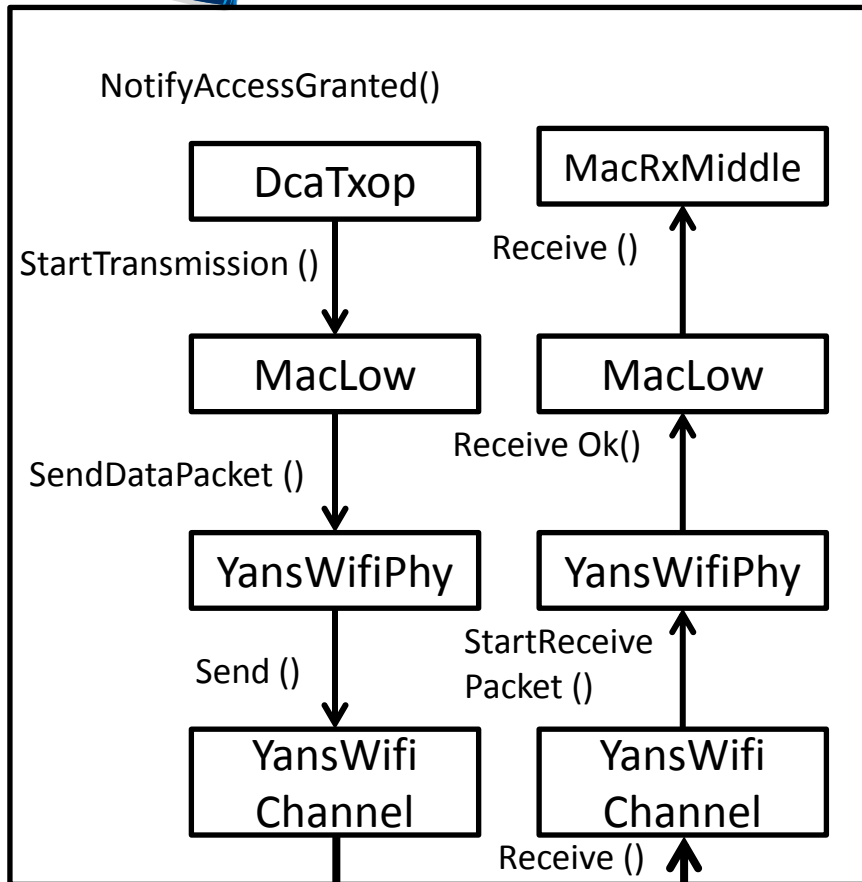 NotifyAccessGranted()
DcaTxop
MacRxMiddle
StartTransmission ()
Receive ()
MacLow
MacLow
SendDataPacket ()
Receive Ok()
YansWifiPhy
YansWifiPhy
Send ()
StartReceive
Packet ()
YansWifi
Channel
YansWifi
Channel
Receive ()